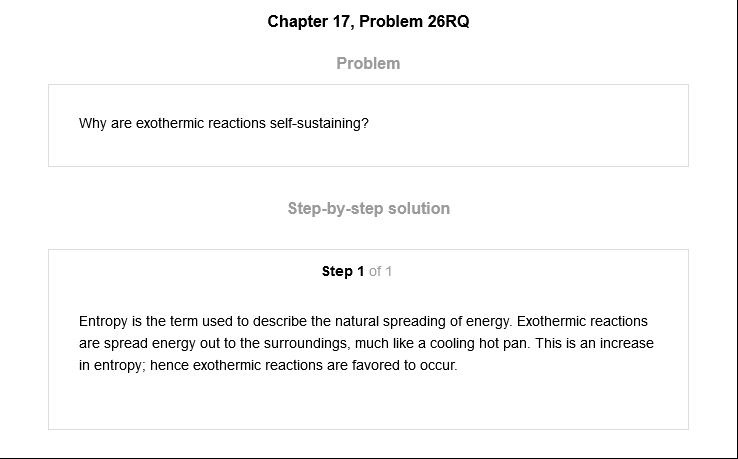 Chapter 17, Problem 26RQ
Problem
Why are exothermic reactions self-sustaining?
Step-by-step solution
Step 1 of 1
Entropy is the term used to describe the natural spreading of energy. Exothermic reactions
are spread energy out to the surroundings, much like a cooling hot pan. This is an increase
in entropy; hence exothermic reactions are favored to occur.